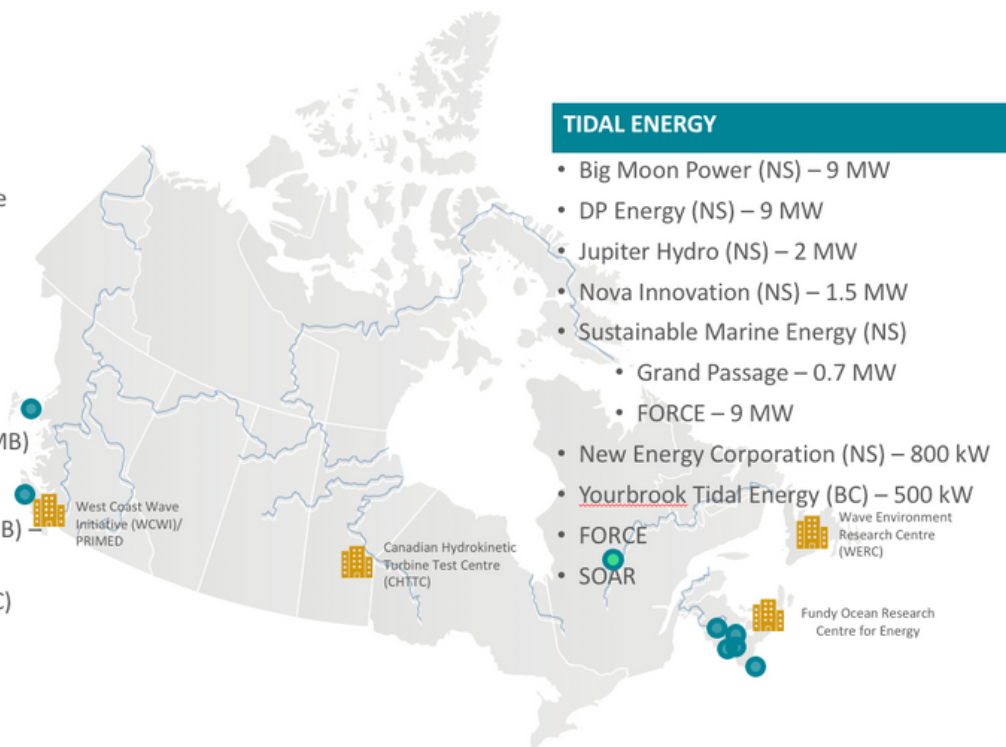 TIDAL ENERGY
• Big Moon Power (NS) – 9 MW
• DP Energy (NS) – 9 MW
• Jupiter Hydro (NS) – 2 MW
• Nova Innovation (NS) – 1.5 MW
• Sustainable Marine Energy (NS)
• Grand Passage – 0.7 MW
• FORCE – 9 MW
• New Energy Corporation (NS) – 800 kW
• Yourbrook Tidal Energy (BC) – 500 kW
• FORCE
• SOAR
e
MB)
B) –
C)
West Coast Wave
Initiative (WCWI)/
PRIMED
Canadian Hydrokinetic
Turbine Test Centre
(CHTTC)
Wave Environment
Research Centre
(WERC)
Fundy Ocean Research
Centre for Energy